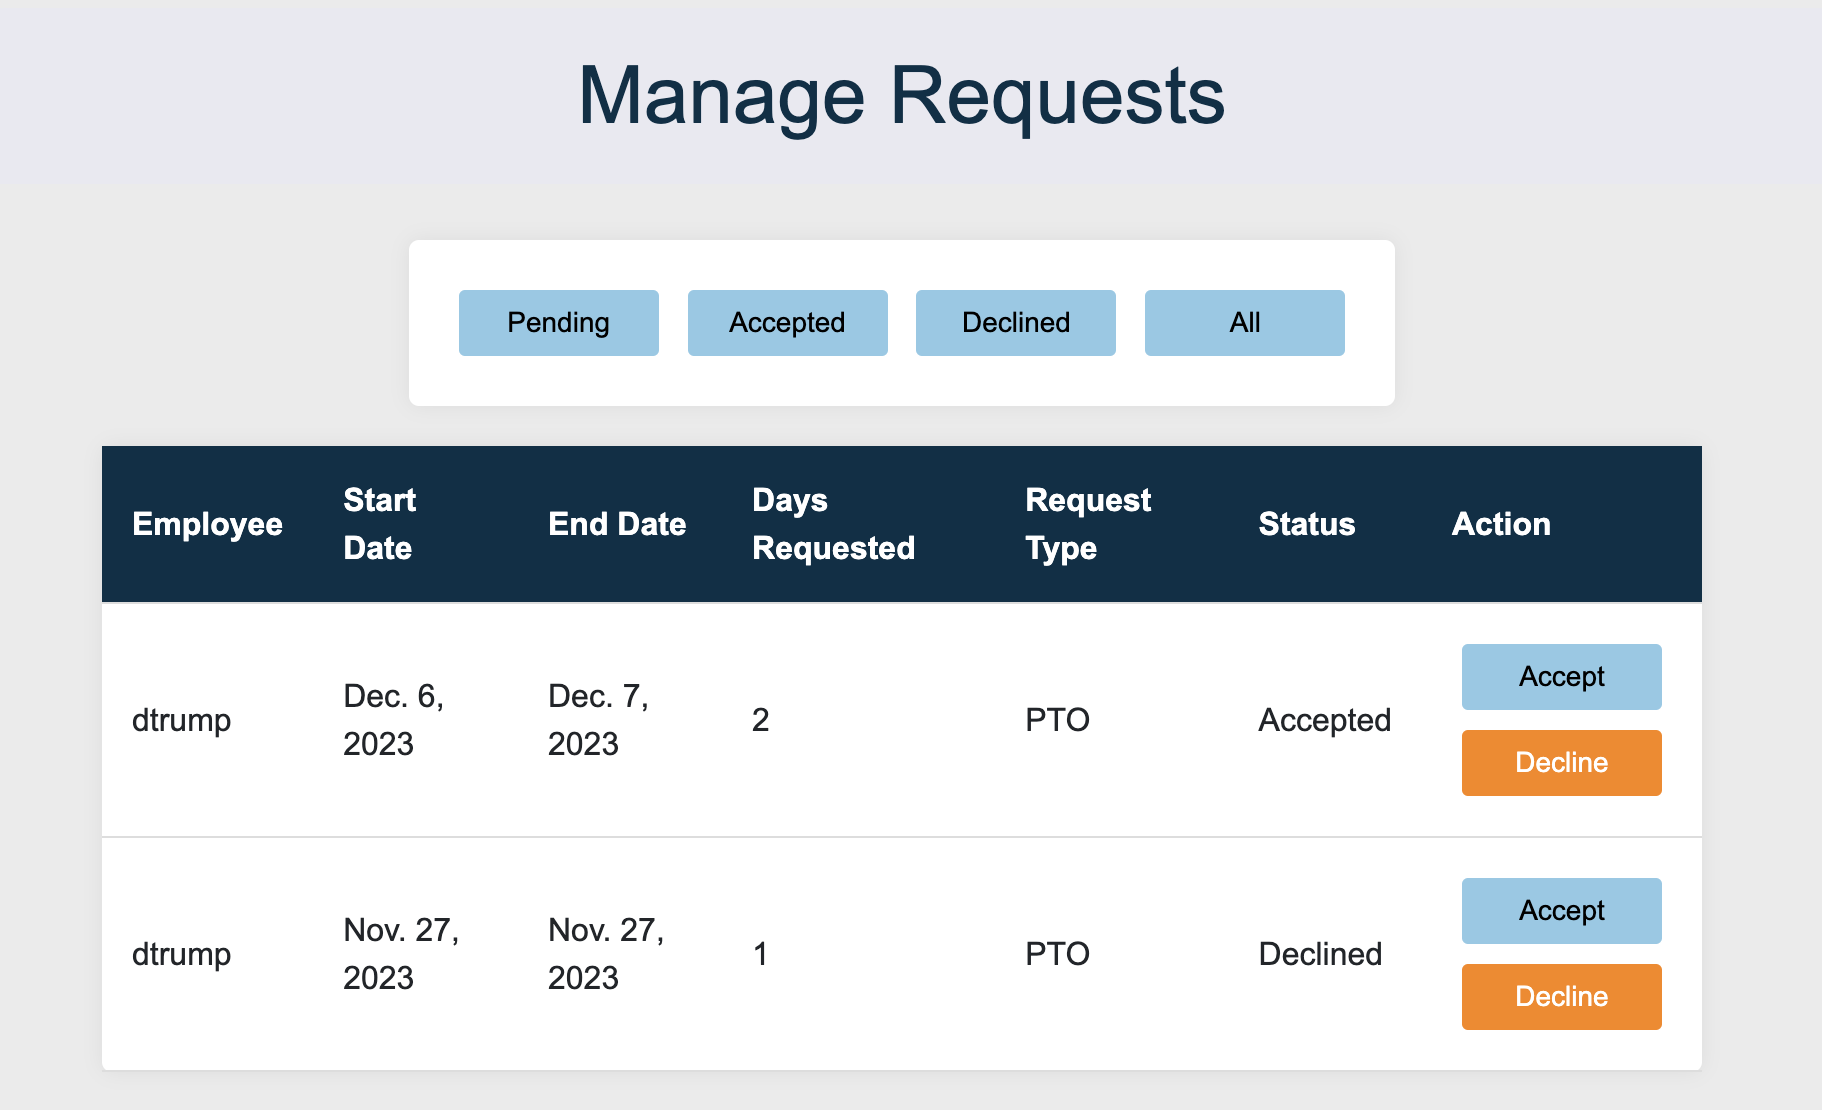 Manage Requests
Pending Accepted Declined All
Employee Start Date End Date Days Requested Request Type Status Action
dtrump Dec. 6, 2023 Dec. 7, 2023 2 PTO Accepted Accept
Decline
dtrump Nov. 27, 2023 Nov. 27, 2023 1 PTO Declined Accept
Decline